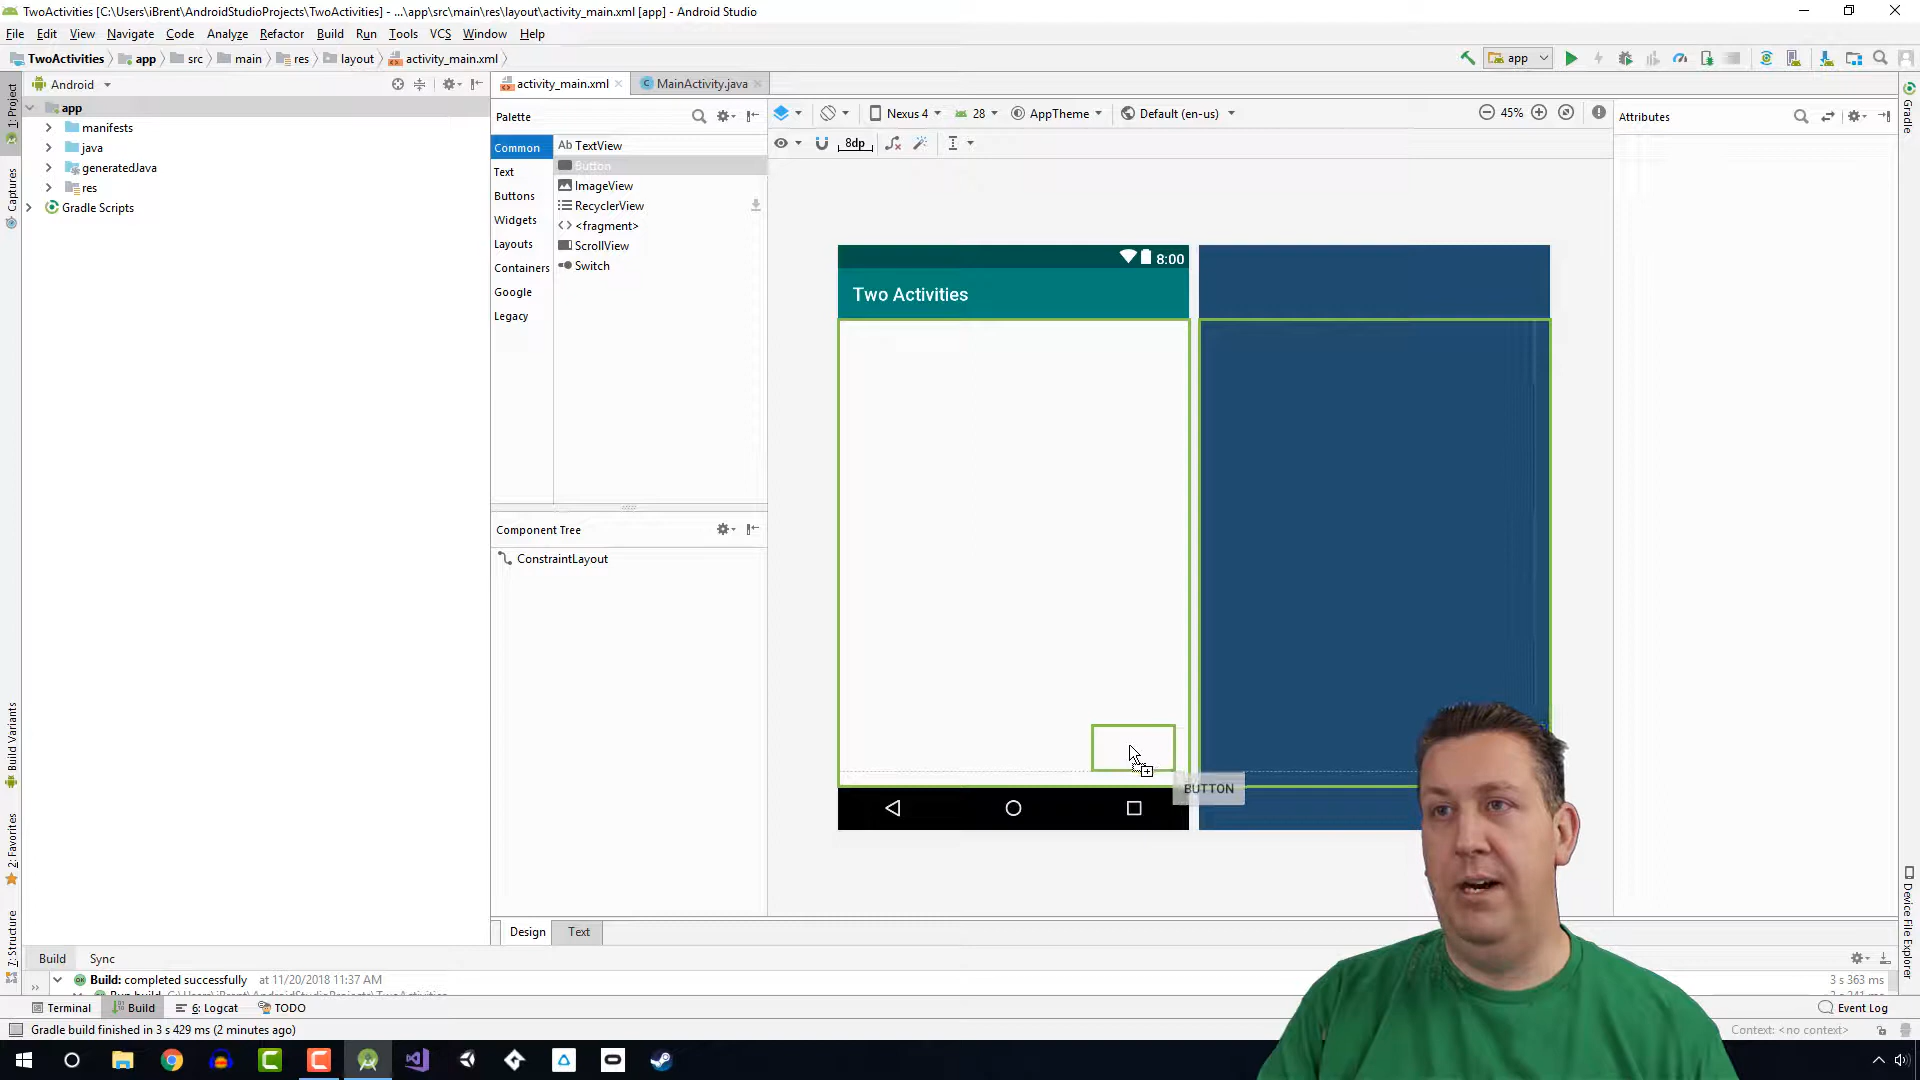 TwoActivities [C:\Users\iBrent\AndroidStudioProjects\TwoActivities] - ...\app\src\main\res\layout\activity_main.xml [app] - Android Studio
File Edit View Navigate Code Analyze Refactor Build Run Tools VCS Window Help
TwoActivities app src main res layout activity_main.xml
app
Android
activity_main.xml
MainActivity.java
1: Project
Captures
Build Variants
2: Favorites
7: Structure
app
manifests
java
generatedJava
res
Gradle Scripts
Palette
Common
Text
Buttons
Widgets
Layouts
Containers
Google
Legacy
Ab TextView
Button
ImageView
RecyclerView
<fragment>
ScrollView
Switch
Component Tree
ConstraintLayout
Nexus 4 28 AppTheme Default (en-us) 45%
8dp
Attributes
Gradle
Device File Explorer
8:00
Two Activities
BUTTON
Design Text
Build Sync
Build: completed successfully at 11/20/2018 11:37 AM
3 s 363 ms
Terminal Build 6: Logcat TODO
Event Log
Gradle build finished in 3 s 429 ms (2 minutes ago)
Context: <no context>